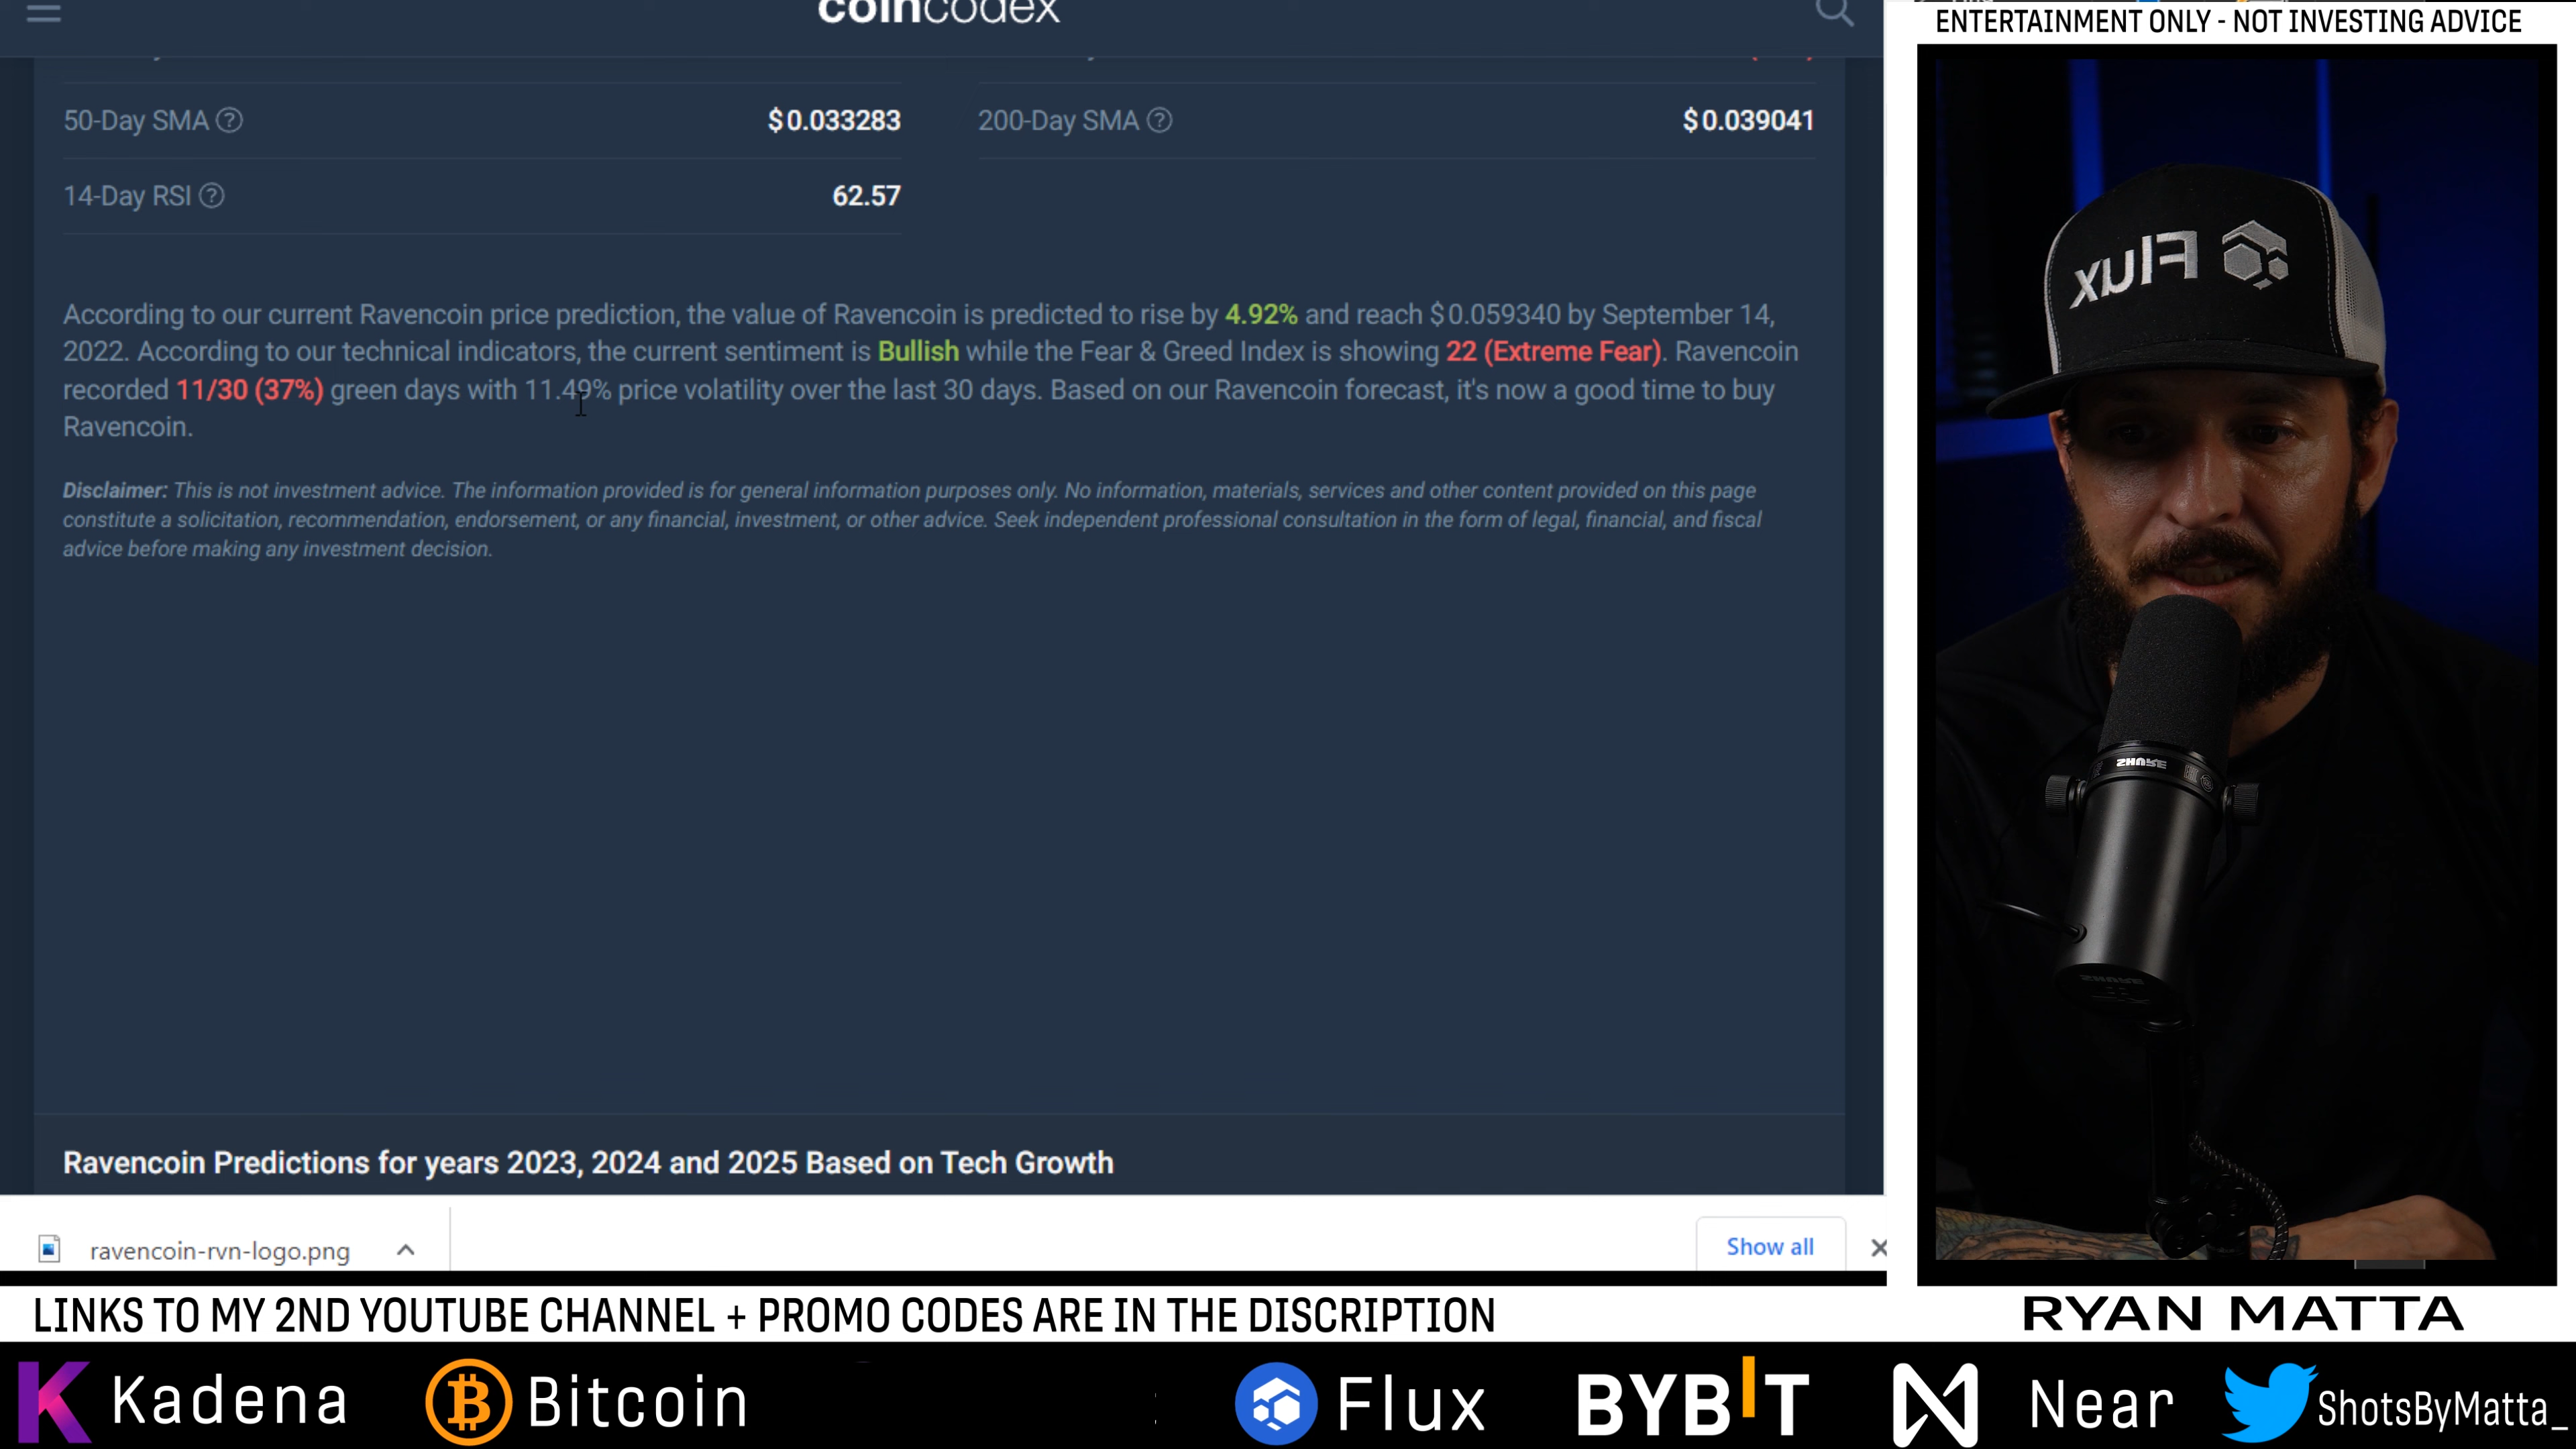 coincodex
ENTERTAINMENT ONLY - NOT INVESTING ADVICE
50-Day SMA ? $0.033283 200-Day SMA ? $0.039041
14-Day RSI ? 62.57
According to our current Ravencoin price prediction, the value of Ravencoin is predicted to rise by 4.92% and reach $0.059340 by September 14,
2022. According to our technical indicators, the current sentiment is Bullish while the Fear & Greed Index is showing 22 (Extreme Fear). Ravencoin
recorded 11/30 (37%) green days with 11.49% price volatility over the last 30 days. Based on our Ravencoin forecast, it's now a good time to buy
Ravencoin.
Disclaimer: This is not investment advice. The information provided is for general information purposes only. No information, materials, services and other content provided on this page
constitute a solicitation, recommendation, endorsement, or any financial, investment, or other advice. Seek independent professional consultation in the form of legal, financial, and fiscal
advice before making any investment decision.
Ravencoin Predictions for years 2023, 2024 and 2025 Based on Tech Growth
ravencoin-rvn-logo.png
Show all
Flux
SHURE
LINKS TO MY 2ND YOUTUBE CHANNEL + PROMO CODES ARE IN THE DISCRIPTION
RYAN MATTA
Kadena Bitcoin Flux BYBIT Near ShotsByMatta_